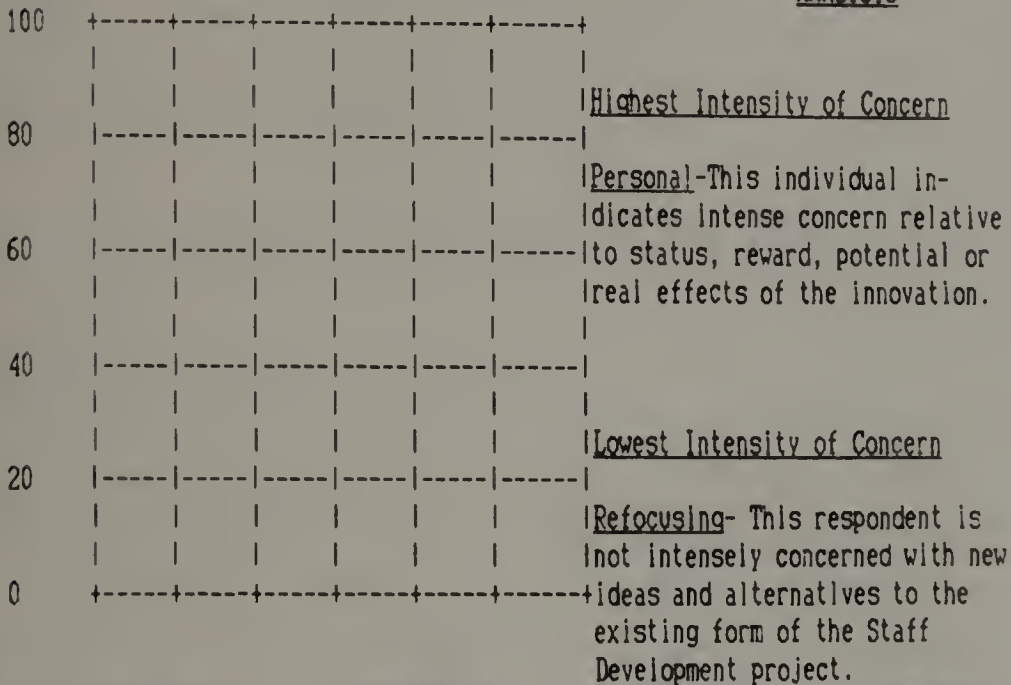 100
Highest Intensity of Concern
80
Personal-This individual in-
dicates intense concern relative
60
to status, reward, potential or
real effects of the innovation.
40
Lowest Intensity of Concern
20
Refocusing- This respondent is
not intensely concerned with new
0
ideas and alternatives to the
existing form of the Staff
Development project.